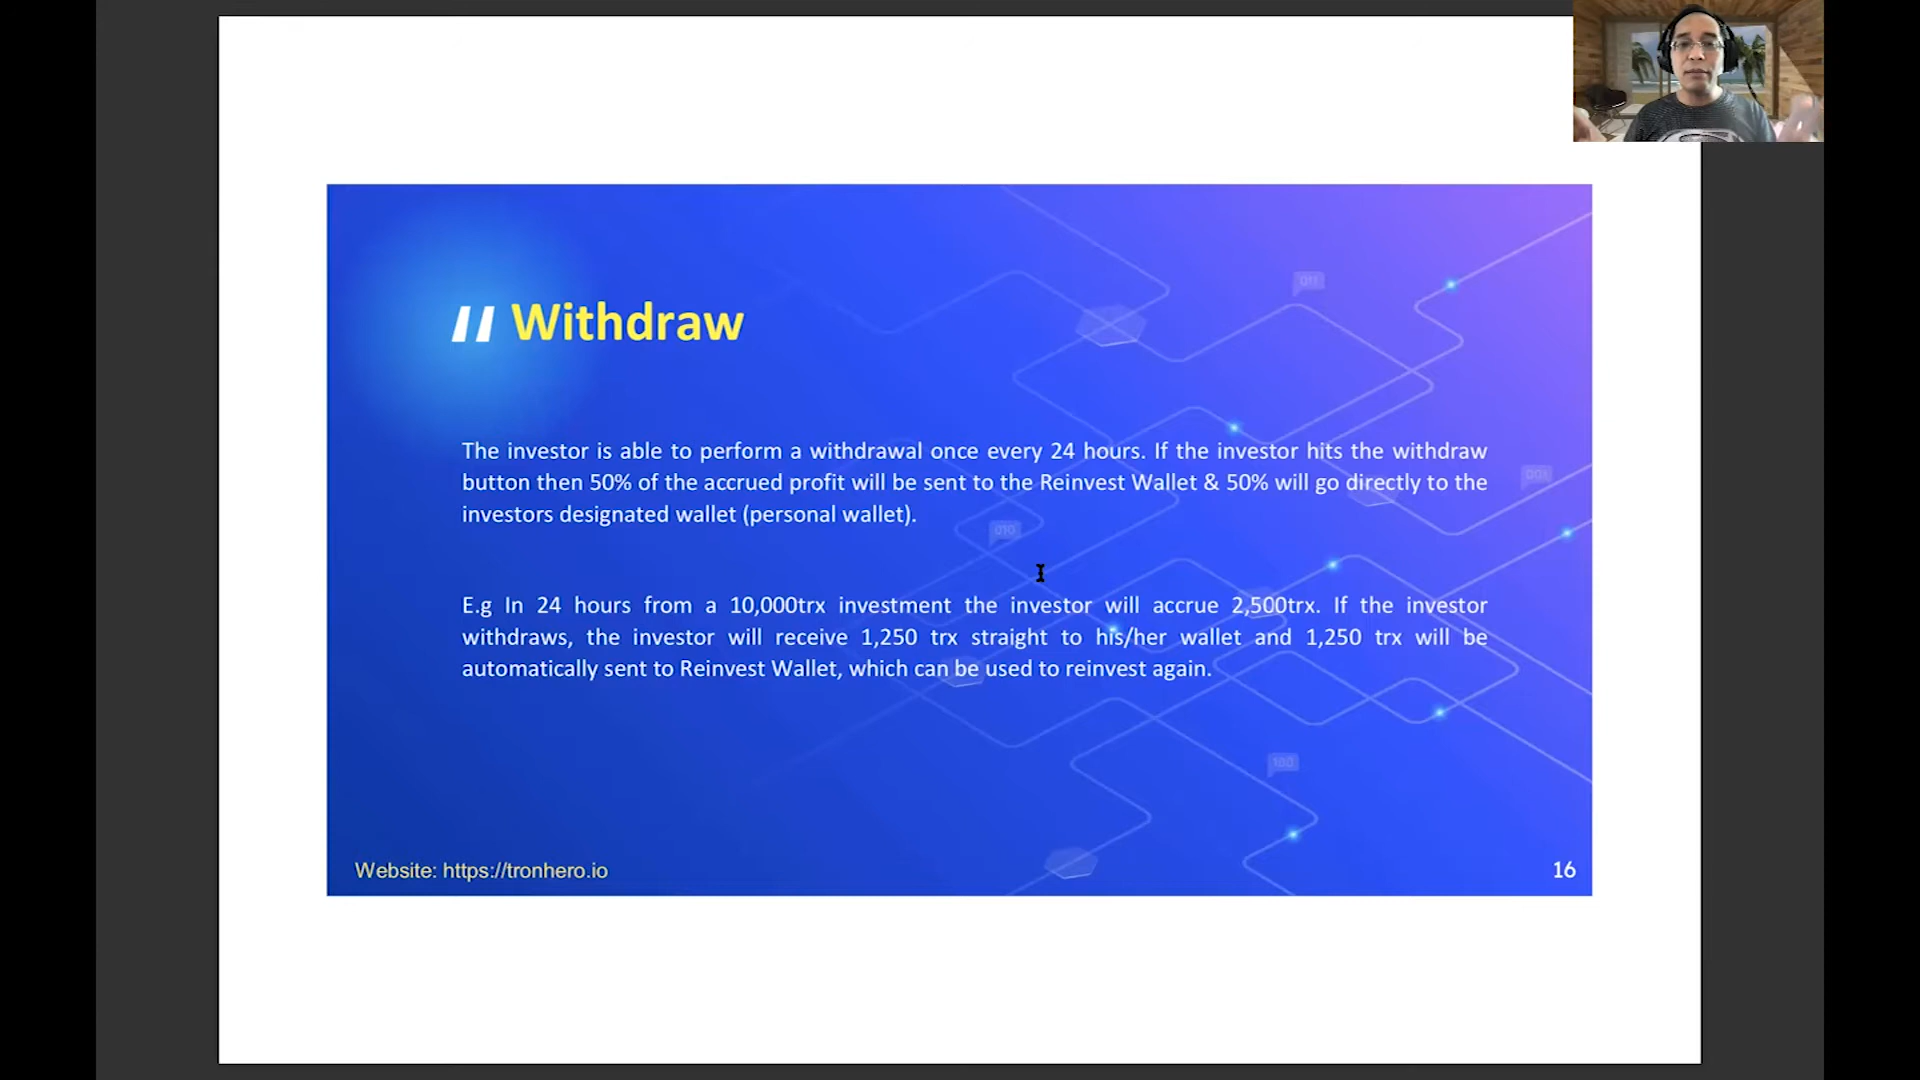 Withdraw
The investor is able to perform a withdrawal once every 24 hours. If the investor hits the withdraw
button then 50% of the accrued profit will be sent to the Reinvest Wallet & 50% will go directly to the
investors designated wallet (personal wallet).
E.g In 24 hours from a 10,000trx investment the investor will accrue 2,500trx. If the investor
withdraws, the investor will receive 1,250 trx straight to his/her wallet and 1,250 trx will be
automatically sent to Reinvest Wallet, which can be used to reinvest again.
011
001
010
100
Website: https://tronhero.io
16